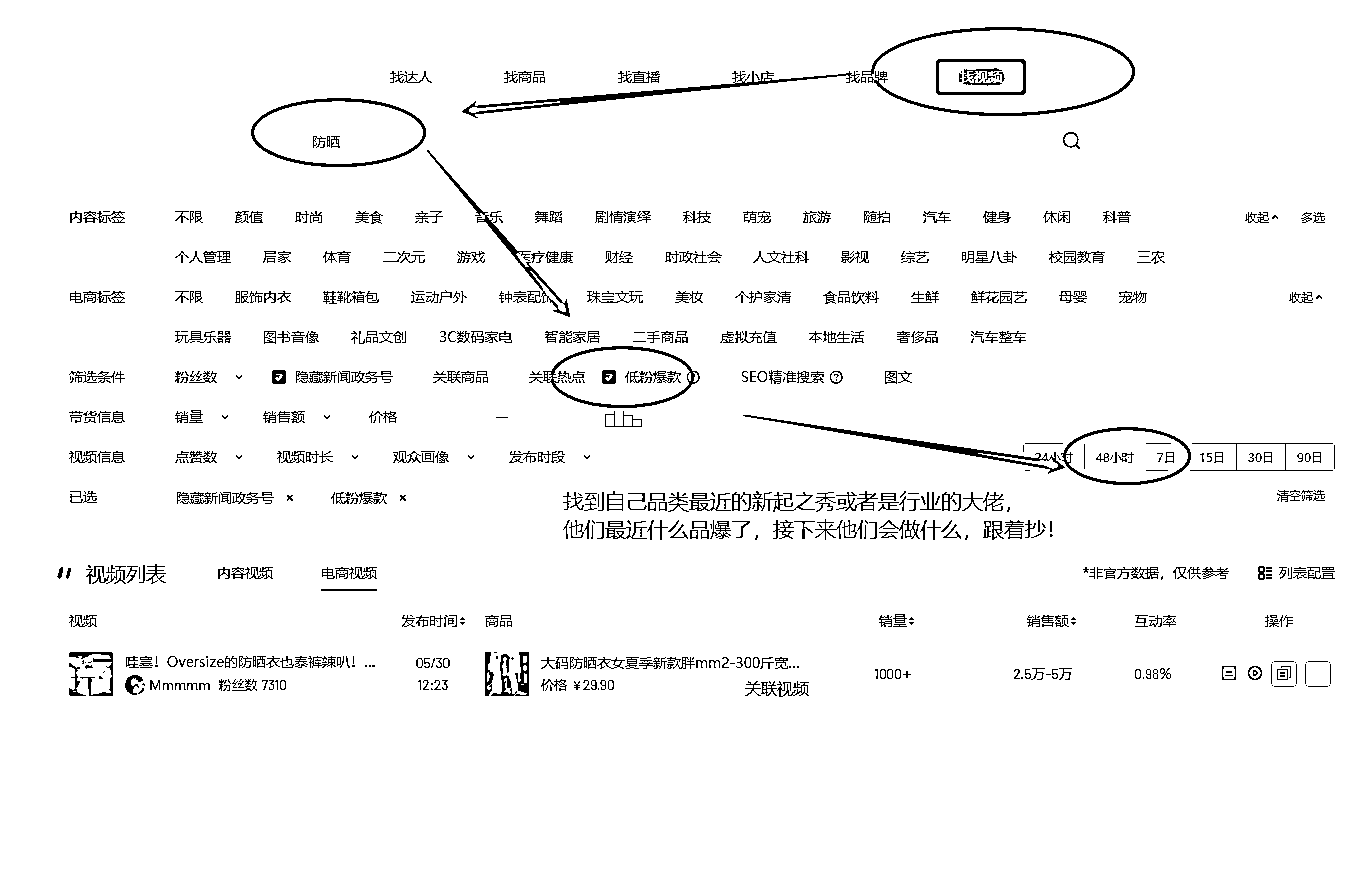 找达人 找商品 找直播 找小店 找品牌 找视频
防晒
内容标签 不限 颜值 时尚 美食 亲子 音乐 舞蹈 剧情演绎 科技 萌宠 旅游 随拍 汽车 健身 休闲 科普 收起 多选
个人管理 居家 体育 二次元 游戏 医疗健康 财经 时政社会 人文社科 影视 综艺 明星八卦 校园教育 三农
电商标签 不限 服饰内衣 鞋靴箱包 运动户外 钟表配饰 珠宝文玩 美妆 个护家清 食品饮料 生鲜 鲜花园艺 母婴 宠物 收起
玩具乐器 图书音像 礼品文创 3C数码家电 智能家居 二手商品 虚拟充值 本地生活 奢侈品 汽车整车
筛选条件 粉丝数 隐藏新闻政务号 关联商品 关联热点 低粉爆款 SEO精准搜索 图文
带货信息 销量 销售额 价格 —
视频信息 点赞数 视频时长 观众画像 发布时段 24小时 48小时 7日 15日 30日 90日
已选 隐藏新闻政务号 × 低粉爆款 × 清空筛选
找到自己品类最近的新起之秀或者是行业的大佬，
他们最近什么品爆了，接下来他们会做什么，跟着抄！
视频列表 内容视频 电商视频 *非官方数据，仅供参考 列表配置
视频 发布时间 商品 销量 销售额 互动率 操作
哇塞！Oversize的防晒衣也泰裤辣叭！... 05/30 大码防晒衣女夏季新款胖mm2-300斤宽... 1000+ 2.5万-5万 0.98%
Mmmmm 粉丝数 7310 12:23 价格 ￥29.90 关联视频